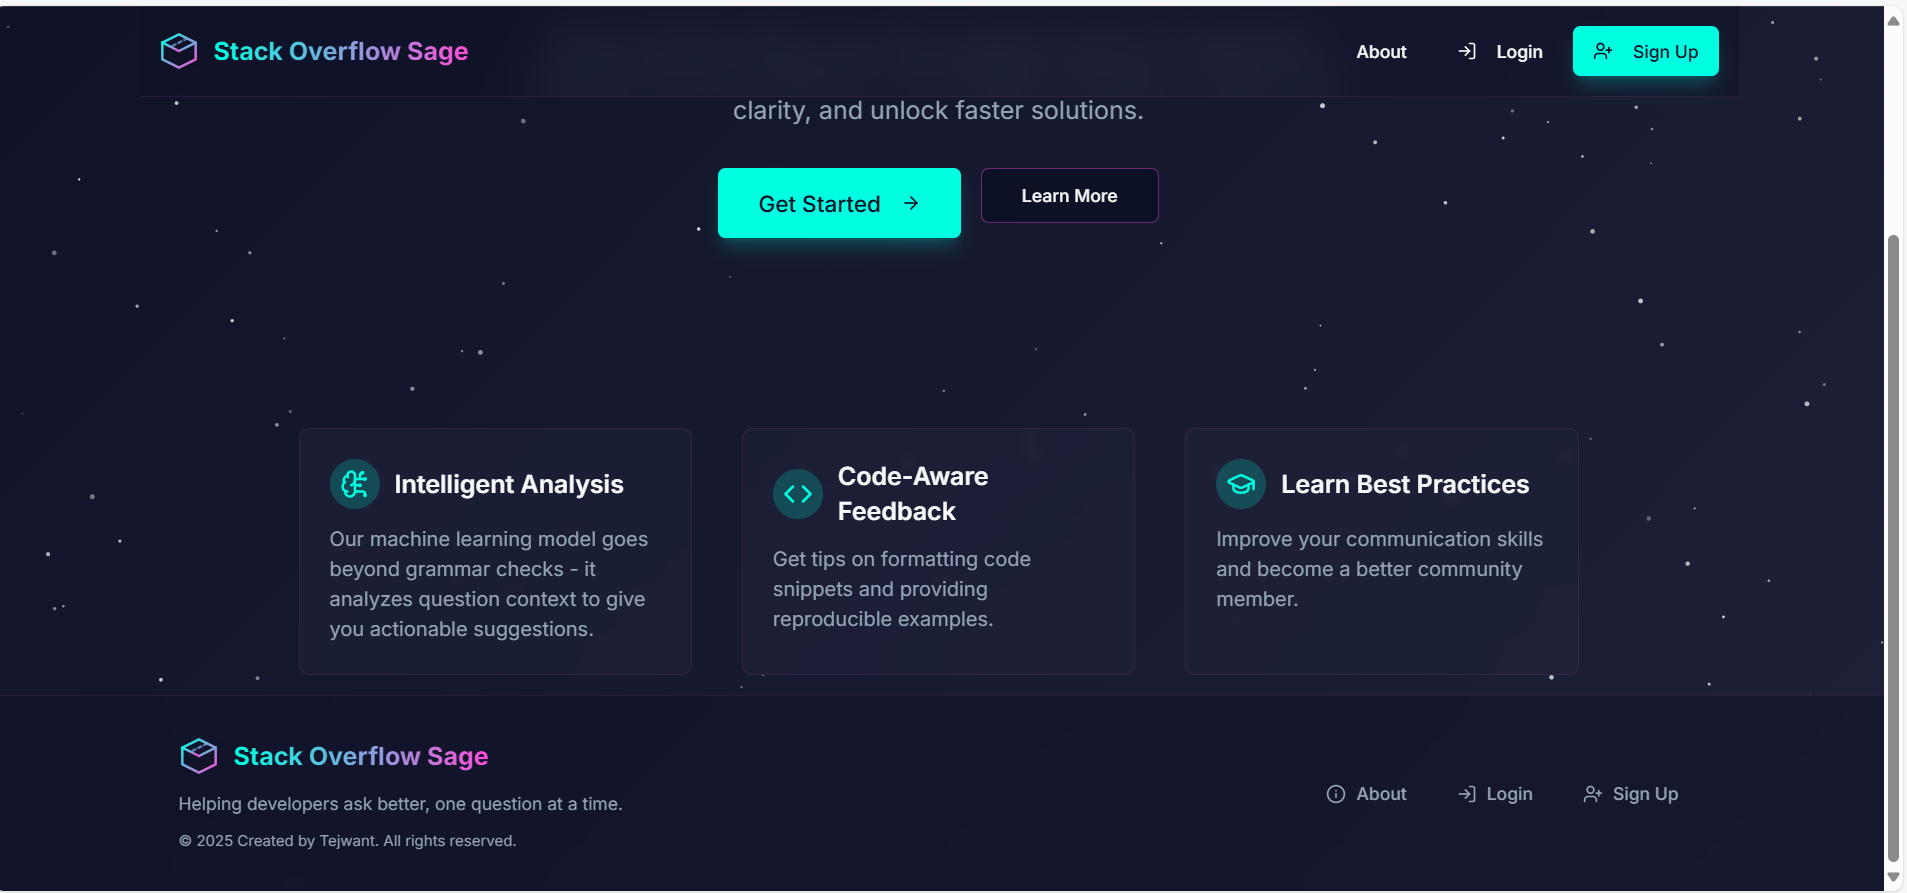 Stack Overflow Sage
About
Login
Sign Up
clarity, and unlock faster solutions.
Get Started
Learn More
Intelligent Analysis
Our machine learning model goes
beyond grammar checks - it
analyzes question context to give
you actionable suggestions.
Code-Aware
Feedback
Get tips on formatting code
snippets and providing
reproducible examples.
Learn Best Practices
Improve your communication skills
and become a better community
member.
Stack Overflow Sage
Helping developers ask better, one question at a time.
© 2025 Created by Tejwant. All rights reserved.
About
Login
Sign Up